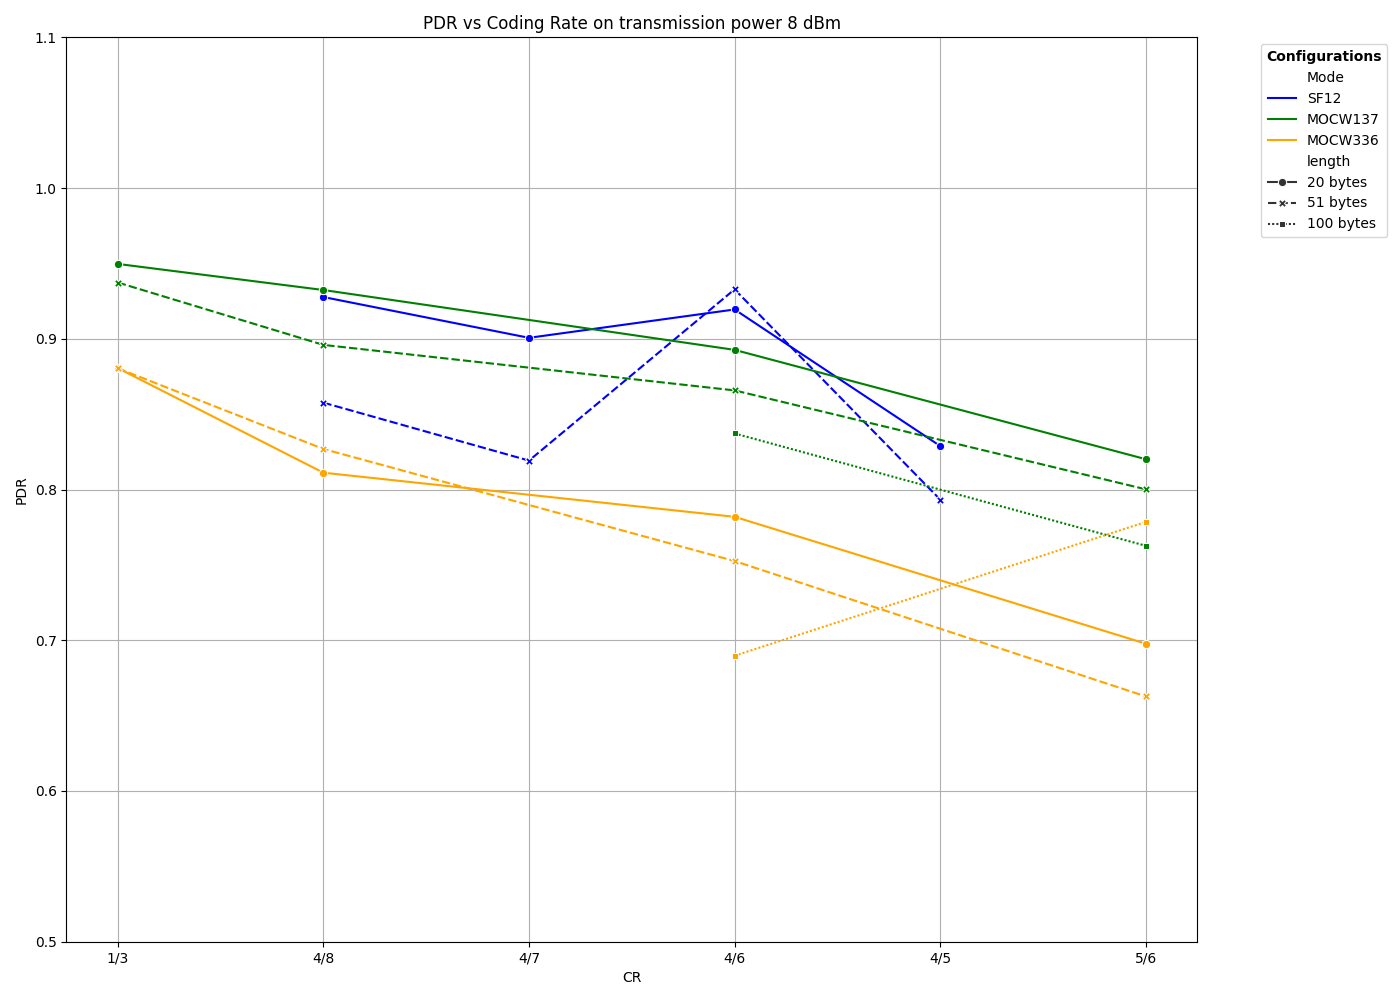 PDR vs Coding Rate on transmission power 8 dBm
1.1
1.0
0.9
0.8
0.7
0.6
0.5
PDR
1/3
4/8
4/7
4/6
4/5
5/6
CR
Configurations
Mode
SF12
MOCW137
MOCW336
length
20 bytes
51 bytes
100 bytes